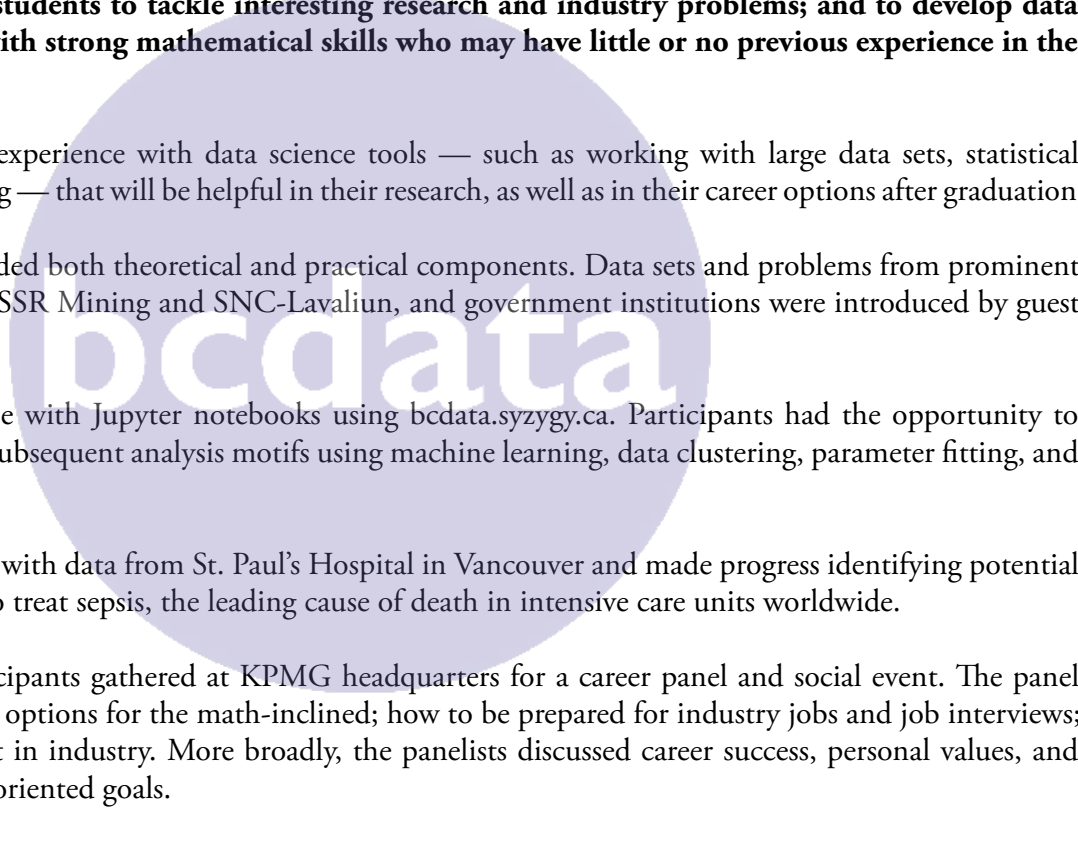 students to tackle interesting research and industry problems; and to develop data
ith strong mathematical skills who may have little or no previous experience in the
experience with data science tools — such as working with large data sets, statistical
g — that will be helpful in their research, as well as in their career options after graduation
ded both theoretical and practical components. Data sets and problems from prominent
SSR Mining and SNC-Lavaliun, and government institutions were introduced by guest
bcdata
e with Jupyter notebooks using bcdata.syzygy.ca. Participants had the opportunity to
ubsequent analysis motifs using machine learning, data clustering, parameter fitting, and
with data from St. Paul’s Hospital in Vancouver and made progress identifying potential
o treat sepsis, the leading cause of death in intensive care units worldwide.
cipants gathered at KPMG headquarters for a career panel and social event. The panel
options for the math-inclined; how to be prepared for industry jobs and job interviews;
t in industry. More broadly, the panelists discussed career success, personal values, and
oriented goals.